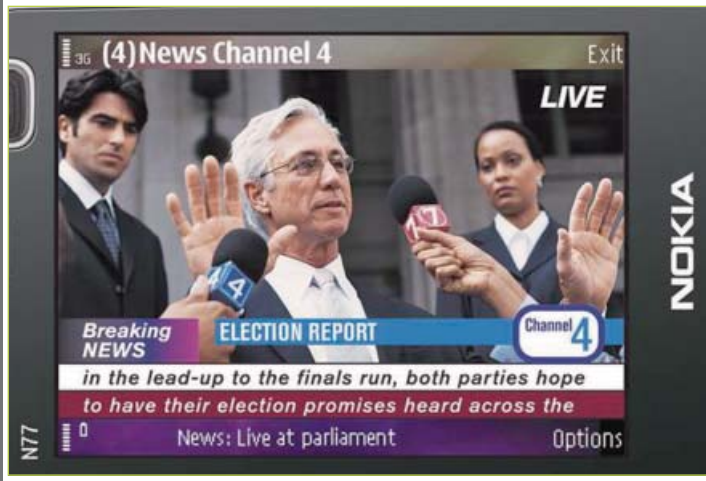 3G (4)News Channel 4 Exit
LIVE
17
4 4
Breaking NEWS
ELECTION REPORT
Channel 4
in the lead-up to the finals run, both parties hope
to have their election promises heard across the
News: Live at parliament Options
NOKIA
N77